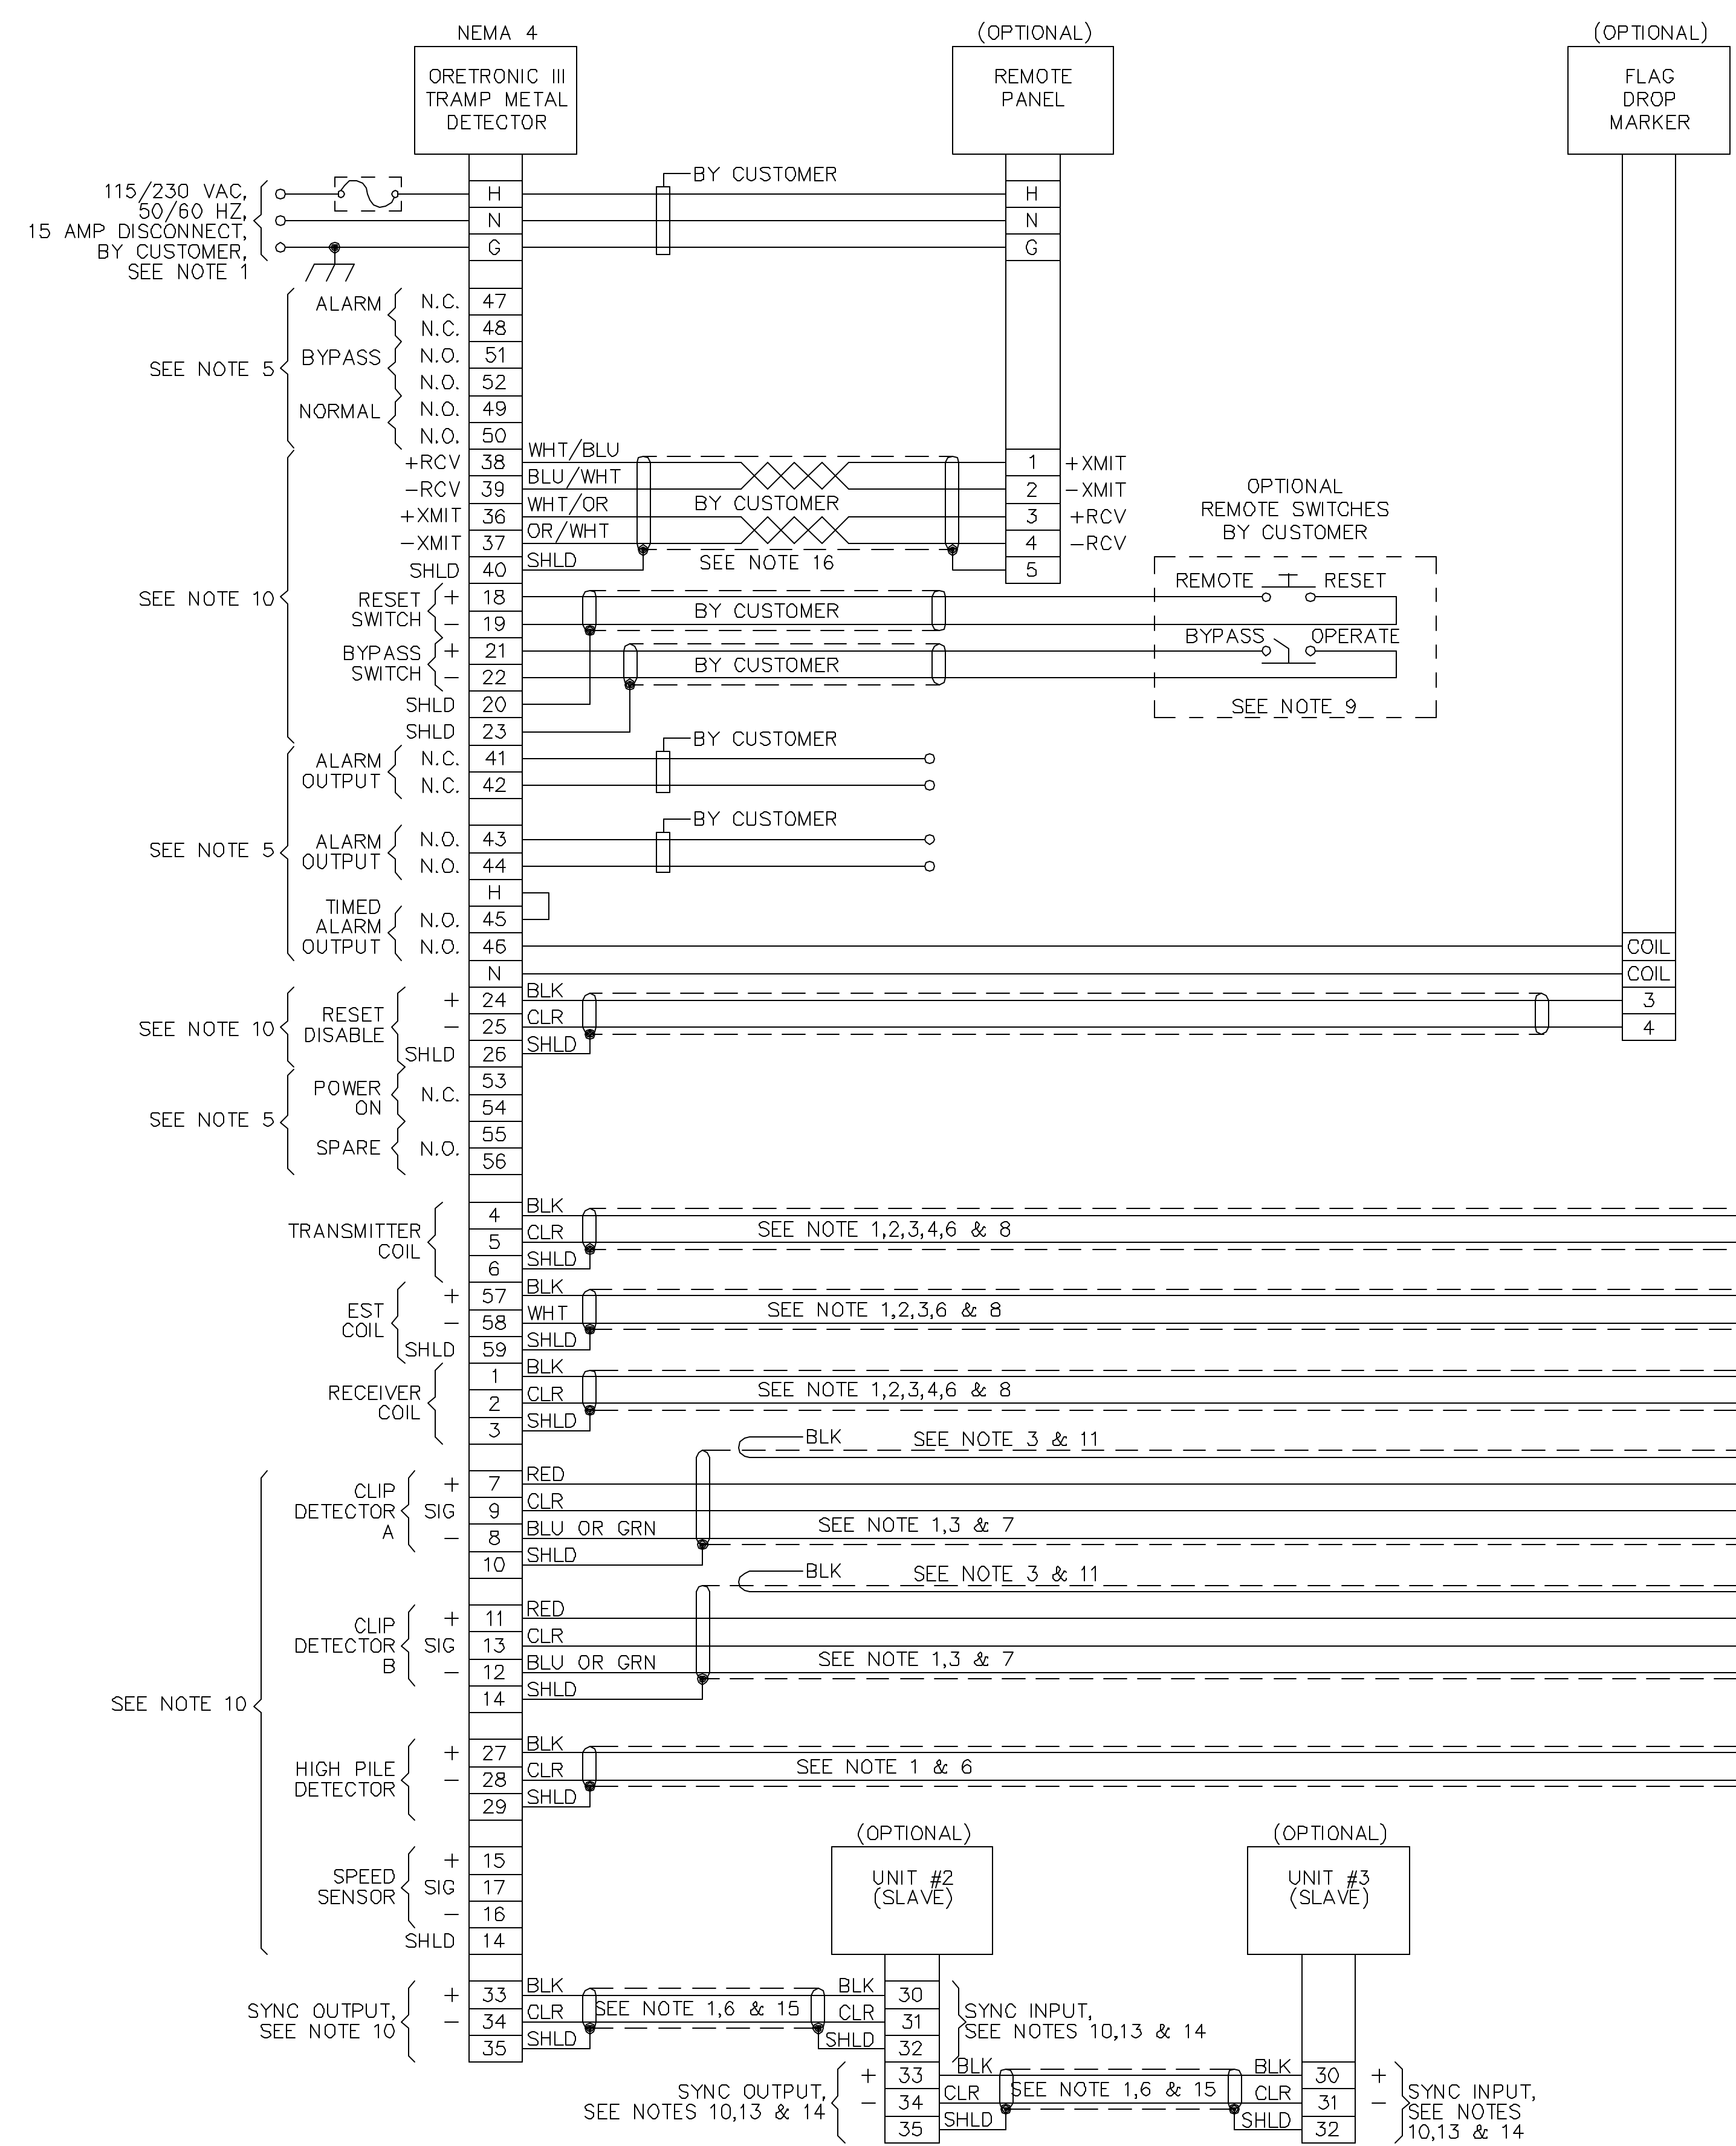 NEMA 4
ORETRONIC III
TRAMP METAL
DETECTOR
(OPTIONAL)
REMOTE
PANEL
(OPTIONAL)
FLAG
DROP
MARKER
115/230 VAC,
50/60 HZ,
15 AMP DISCONNECT,
BY CUSTOMER,
SEE NOTE 1
BY CUSTOMER
H H
N N
G G
SEE NOTE 5
ALARM N.C. 47
N.C. 48
BYPASS N.O. 51
N.O. 52
NORMAL N.O. 49
N.O. 50
SEE NOTE 10
+RCV 38 WHT/BLU 1 +XMIT
-RCV 39 BLU/WHT 2 -XMIT
BY CUSTOMER
+XMIT 36 WHT/OR 3 +RCV
-XMIT 37 OR/WHT 4 -RCV
SHLD 40 SHLD SEE NOTE 16 5
OPTIONAL
REMOTE SWITCHES
BY CUSTOMER
REMOTE RESET
BYPASS OPERATE
SEE NOTE 9
RESET
SWITCH
+ 18
BY CUSTOMER
- 19
BYPASS
SWITCH
+ 21
BY CUSTOMER
- 22
SHLD 20
SHLD 23
SEE NOTE 5
BY CUSTOMER
ALARM
OUTPUT
N.C. 41
N.C. 42
BY CUSTOMER
ALARM
OUTPUT
N.O. 43
N.O. 44
H
TIMED
ALARM
OUTPUT
N.O. 45
N.O. 46 COIL
N COIL
SEE NOTE 10
RESET
DISABLE
+ 24 BLK 3
- 25 CLR 4
SHLD 26 SHLD
SEE NOTE 5
POWER
ON
N.C.
53
54
SPARE N.O.
55
56
TRANSMITTER
COIL
4 BLK
5 CLR
6 SHLD
SEE NOTE 1,2,3,4,6 & 8
EST
COIL
+ 57 BLK
- 58 WHT
SHLD 59 SHLD
SEE NOTE 1,2,3,6 & 8
RECEIVER
COIL
1 BLK
2 CLR
3 SHLD
SEE NOTE 1,2,3,4,6 & 8
BLK SEE NOTE 3 & 11
SEE NOTE 10
CLIP
DETECTOR
A
+ 7 RED
SIG 9 CLR
- 8 BLU OR GRN SEE NOTE 1,3 & 7
10 SHLD
BLK SEE NOTE 3 & 11
CLIP
DETECTOR
B
+ 11 RED
SIG 13 CLR
- 12 BLU OR GRN SEE NOTE 1,3 & 7
14 SHLD
HIGH PILE
DETECTOR
+ 27 BLK
- 28 CLR
29 SHLD
SEE NOTE 1 & 6
SPEED
SENSOR
+ 15
SIG 17
- 16
SHLD 14
(OPTIONAL)
UNIT #2
(SLAVE)
(OPTIONAL)
UNIT #3
(SLAVE)
SYNC OUTPUT,
SEE NOTE 10
+ 33 BLK BLK 30
- 34 CLR CLR 31
35 SHLD SHLD 32
SEE NOTE 1,6 & 15
SYNC INPUT,
SEE NOTES 10,13 & 14
SYNC OUTPUT,
SEE NOTES 10,13 & 14
+ 33 BLK BLK 30 +
- 34 CLR CLR 31 -
35 SHLD SHLD 32
SEE NOTE 1,6 & 15
SYNC INPUT,
SEE NOTES
10,13 & 14